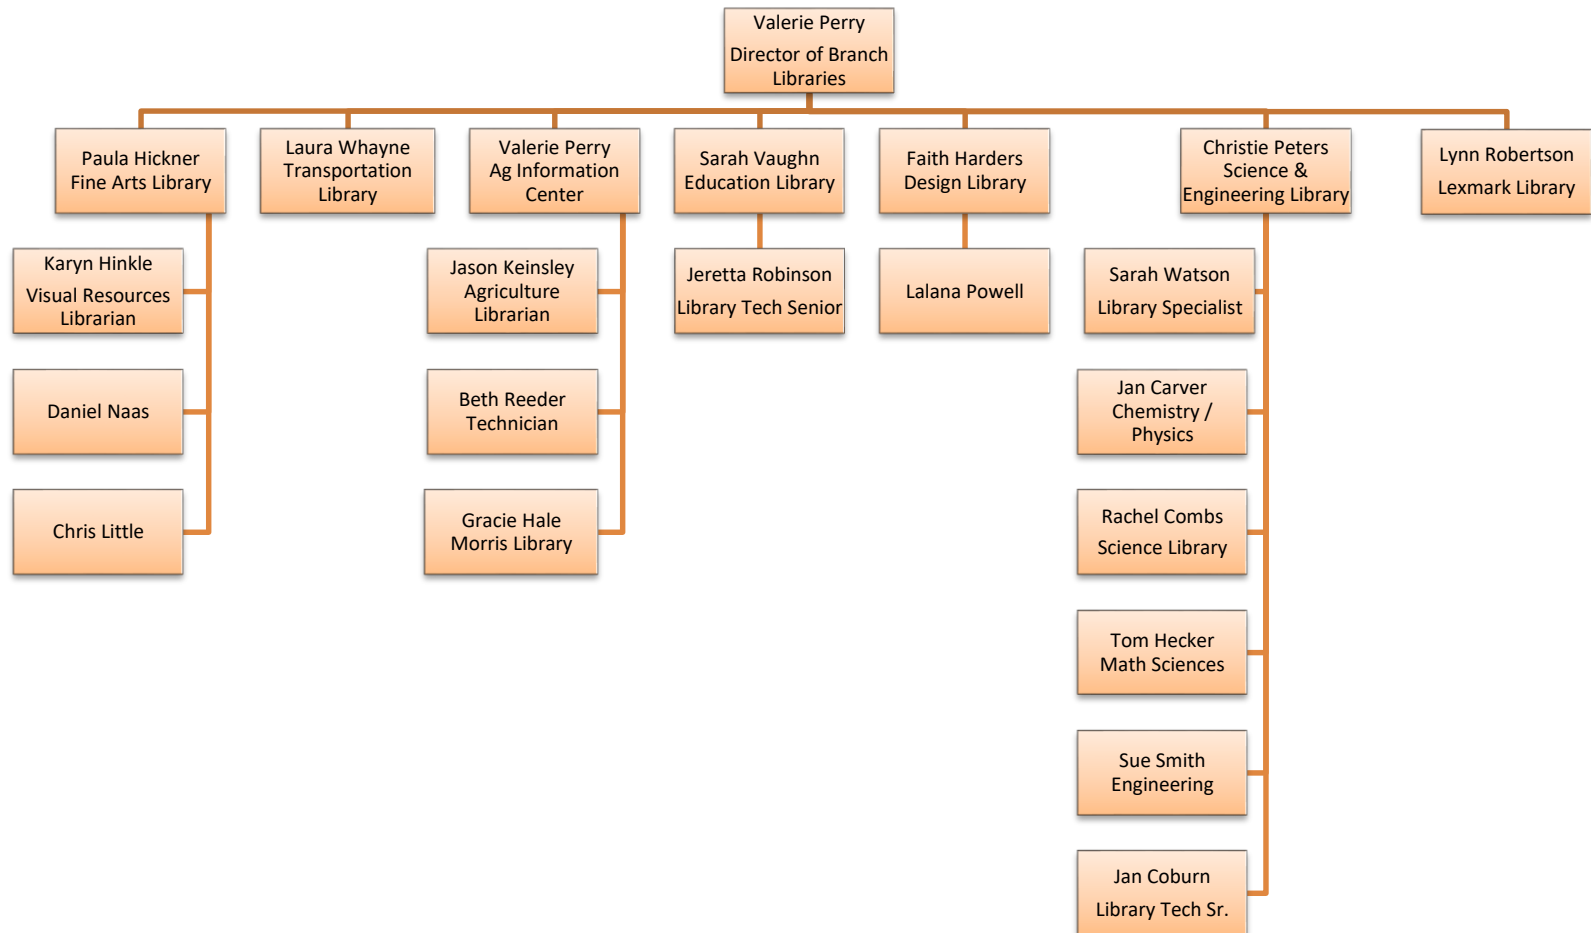 Valerie Perry
Director of Branch
Libraries
Paula Hickner
Fine Arts Library
Laura Whayne
Transportation
Library
Valerie Perry
Ag Information
Center
Sarah Vaughn
Education Library
Faith Harders
Design Library
Christie Peters
Science &
Engineering Library
Lynn Robertson
Lexmark Library
Karyn Hinkle
Visual Resources
Librarian
Daniel Naas
Chris Little
Jason Keinsley
Agriculture
Librarian
Beth Reeder
Technician
Gracie Hale
Morris Library
Jeretta Robinson
Library Tech Senior
Lalana Powell
Sarah Watson
Library Specialist
Jan Carver
Chemistry /
Physics
Rachel Combs
Science Library
Tom Hecker
Math Sciences
Sue Smith
Engineering
Jan Coburn
Library Tech Sr.